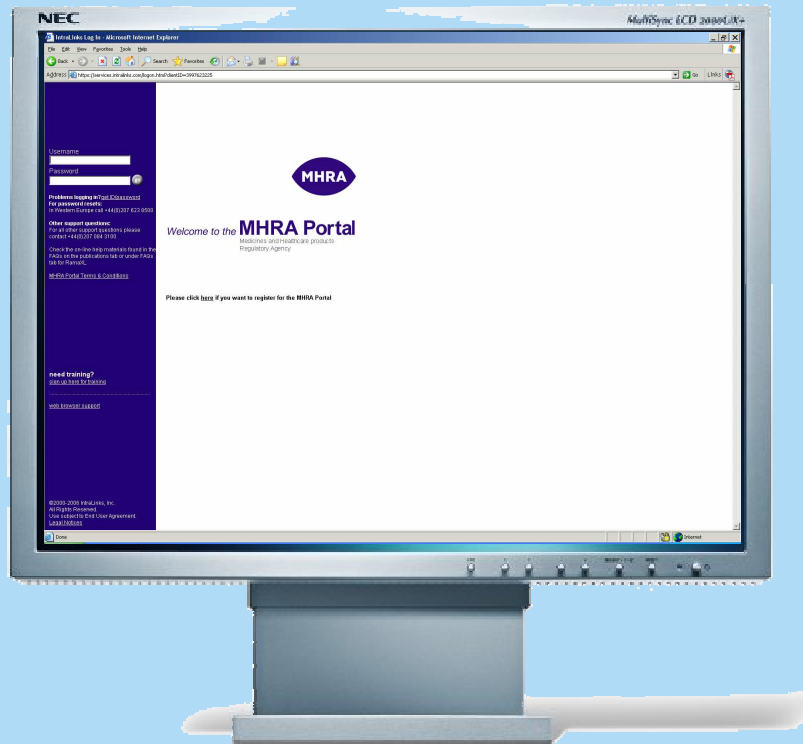 NEC
MultiSync LCD
IntraLinks Log In - Microsoft Internet Explorer
File Edit View Favorites Tools Help
Back Search Favorites
Address https://services.intralinks.com/logon.html?clientID=3997623225 Go Links
Username
Password
Problems logging in? get ID/password
For password resets:
In Western Europe call +44(0)207 623 8500
Other support questions:
For all other support questions please
contact +44(0)207 084 3100
Check the on-line help materials found in the
FAQs on the publications tab or under FAQs
tab for RamaXL.
MHRA Portal Terms & Conditions
MHRA
Welcome to the MHRA Portal
Medicines and Healthcare products
Regulatory Agency
Please click here if you want to register for the MHRA Portal
need training?
sign up here for training
web browser support
©2000-2006 IntraLinks, Inc.
All Rights Reserved.
Use subject to End User Agreement.
Legal Notices
Done Internet